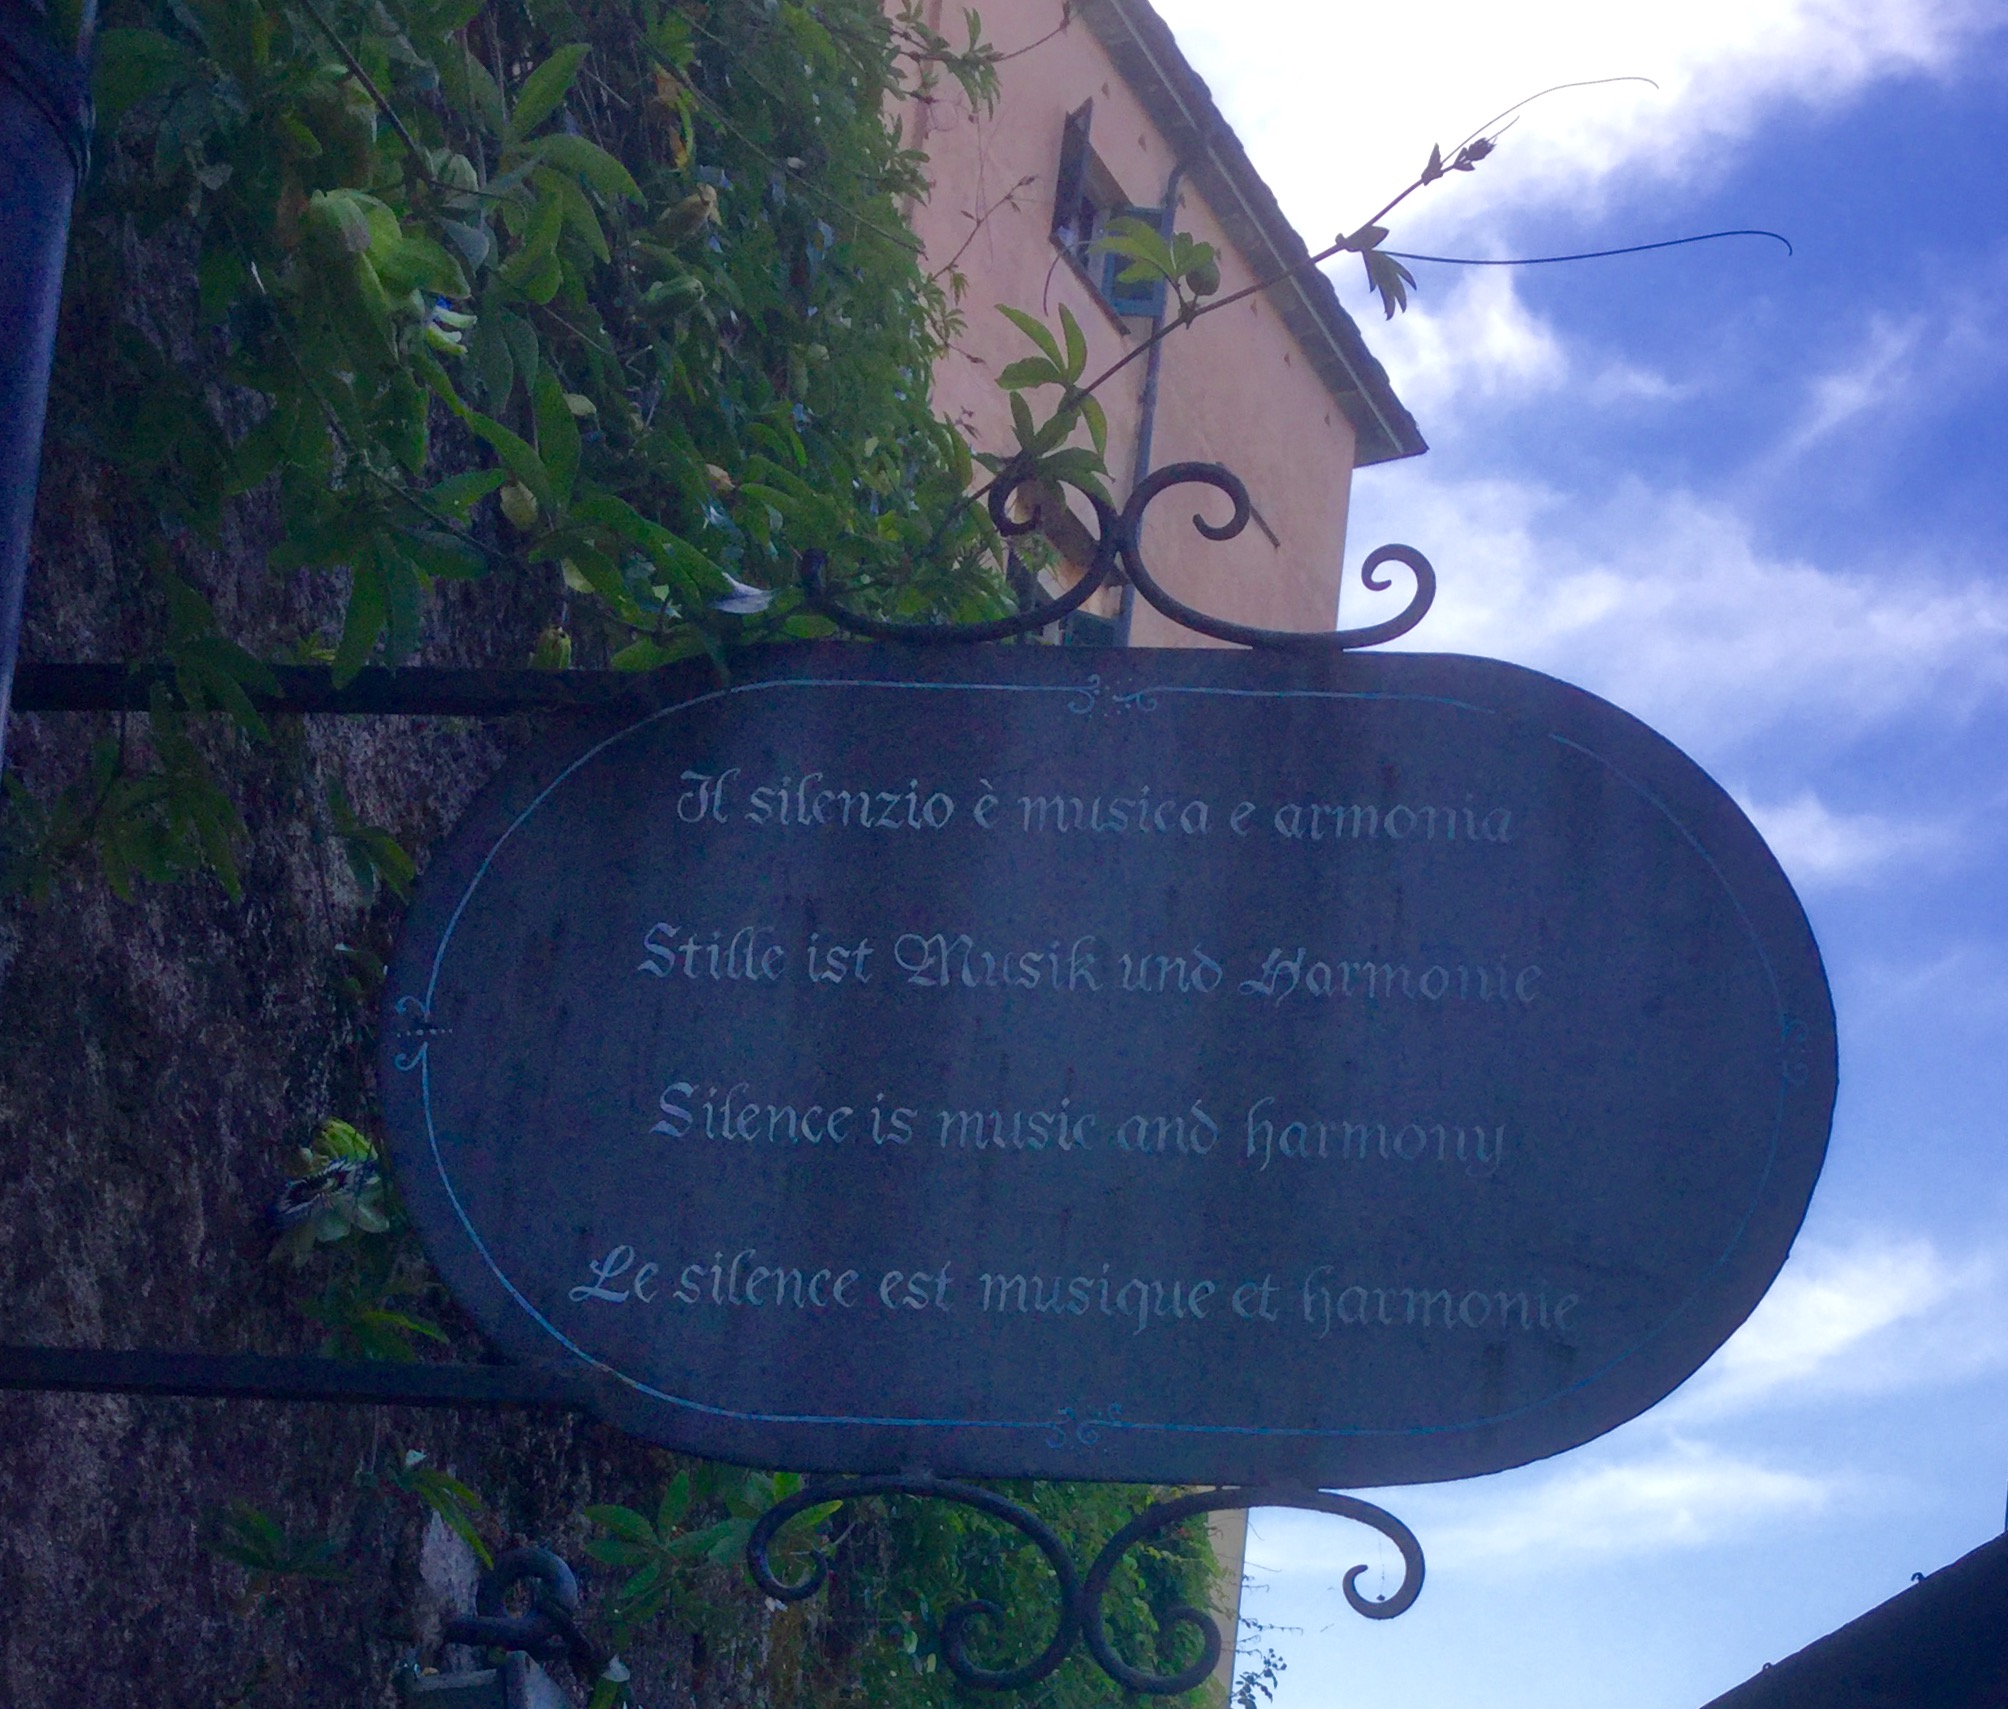 Il silenzio è musica e armonia
Stille ist Musik und Harmonie
Silence is music and harmony
Le silence est musique et harmonie